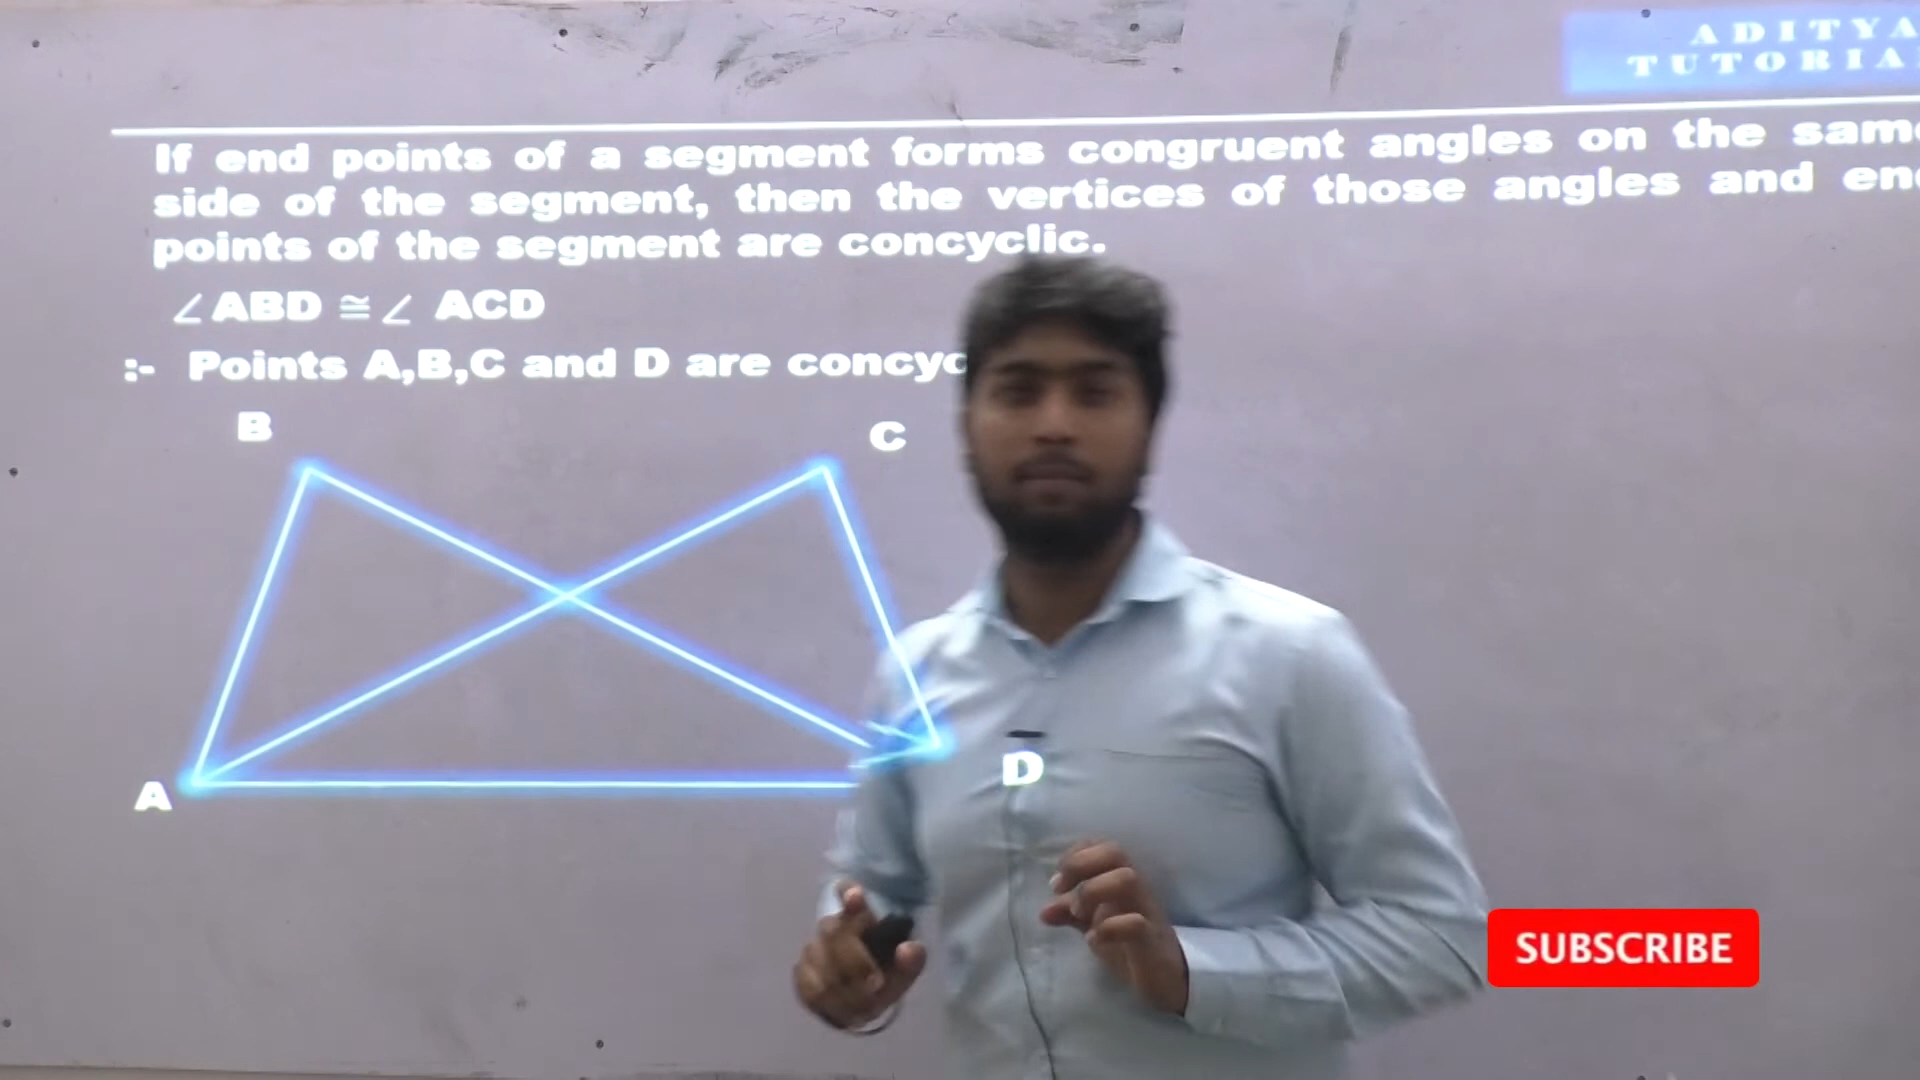 ADITYA
TUTORIA
If end points of a segment forms congruent angles on the same
side of the segment, then the vertices of those angles and end
points of the segment are concyclic.
∠ABD ≅ ∠ ACD
:- Points A,B,C and D are concyc
B
C
A
D
SUBSCRIBE